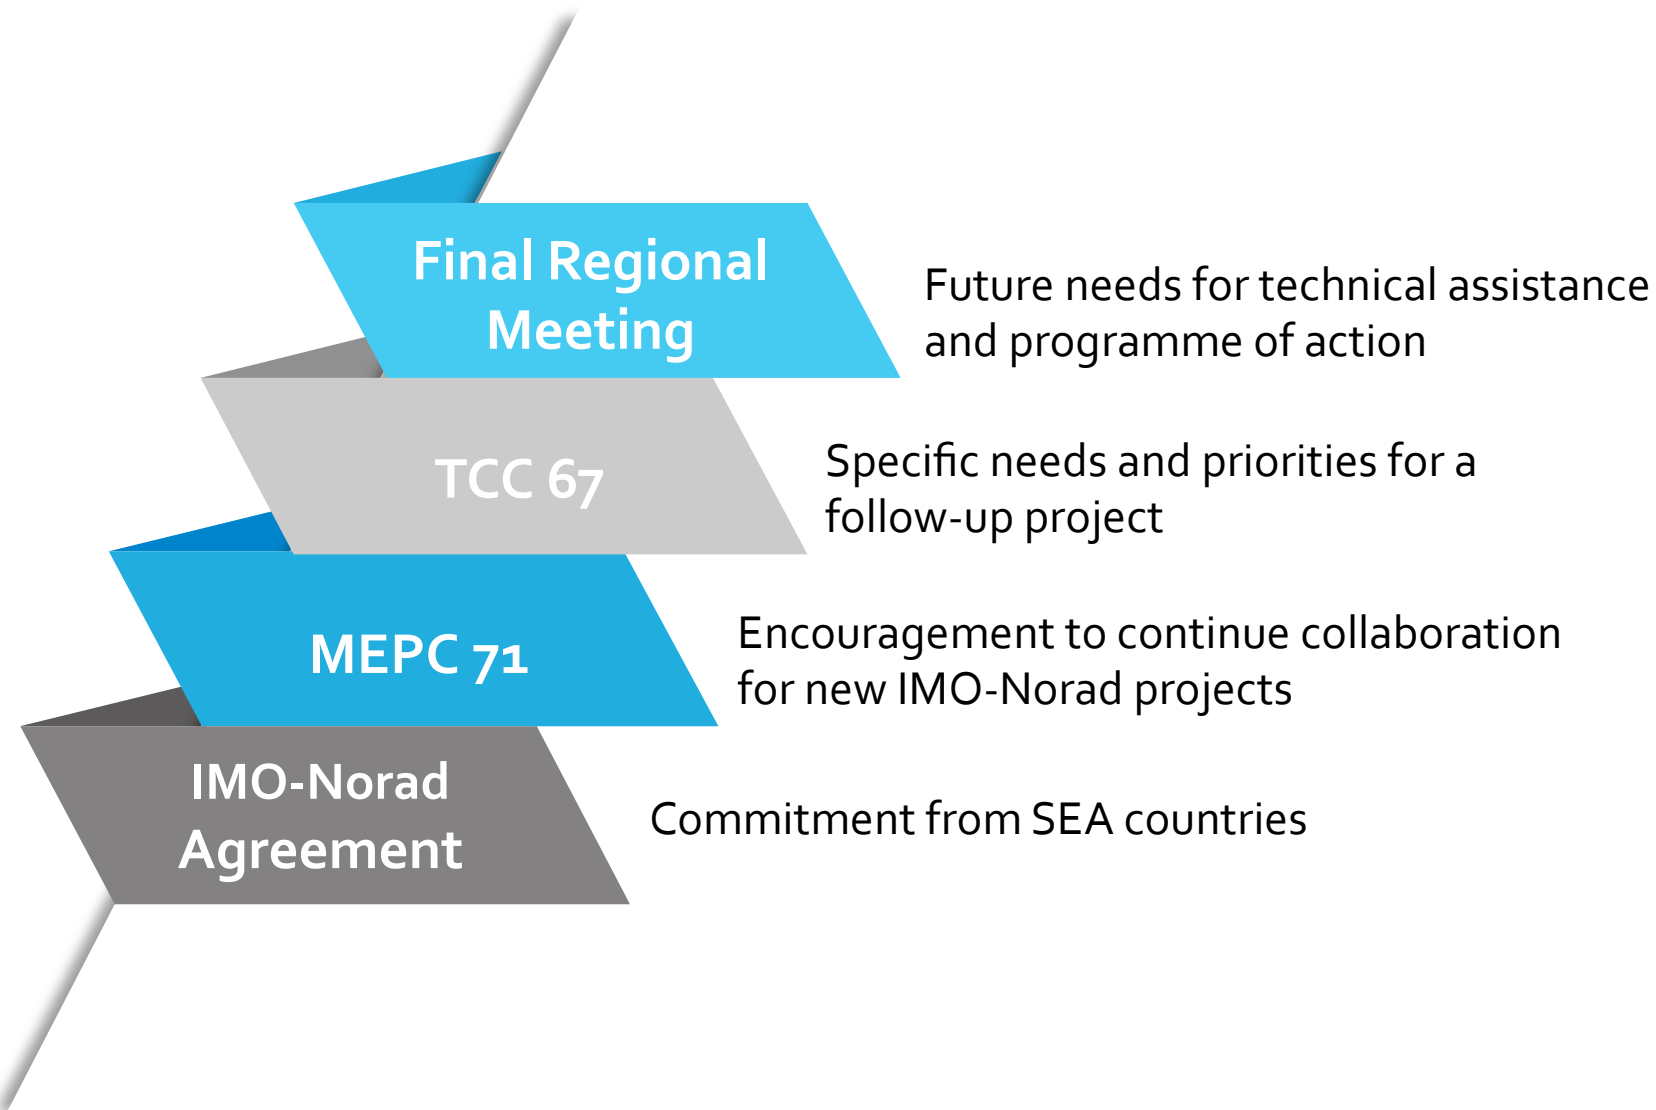 Final Regional
Meeting
Future needs for technical assistance
and programme of action
TCC 67
Specific needs and priorities for a
follow-up project
MEPC 71
Encouragement to continue collaboration
for new IMO-Norad projects
IMO-Norad
Agreement
Commitment from SEA countries